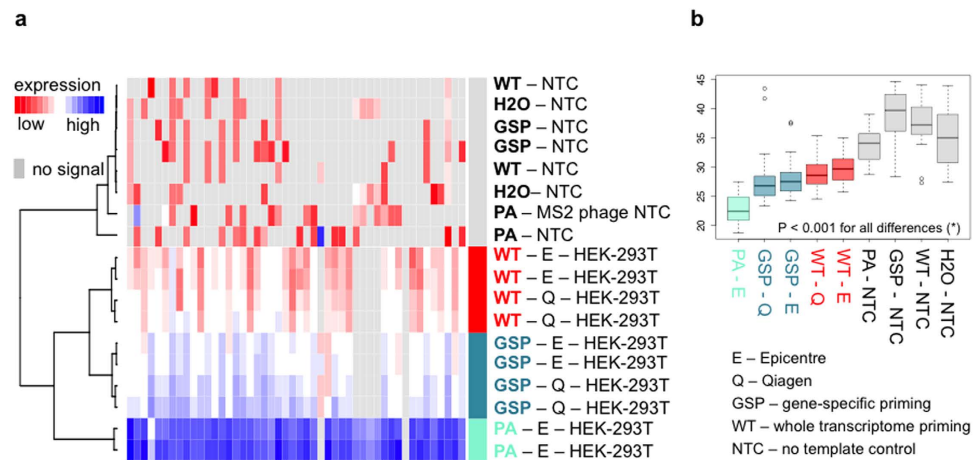 a
expression
low high
no signal
WT – NTC
H2O – NTC
GSP – NTC
GSP – NTC
WT – NTC
H2O– NTC
PA – MS2 phage NTC
PA – NTC
WT – E – HEK-293T
WT – E – HEK-293T
WT – Q – HEK-293T
WT – Q – HEK-293T
GSP – E – HEK-293T
GSP – E – HEK-293T
GSP – Q – HEK-293T
GSP – Q – HEK-293T
PA – E – HEK-293T
PA – E – HEK-293T
b
45
40
35
30
25
20
P < 0.001 for all differences (*)
PA - E
GSP - Q
GSP - E
WT - Q
WT - E
PA - NTC
GSP - NTC
WT - NTC
H2O - NTC
E – Epicentre
Q – Qiagen
GSP – gene-specific priming
WT – whole transcriptome priming
NTC – no template control